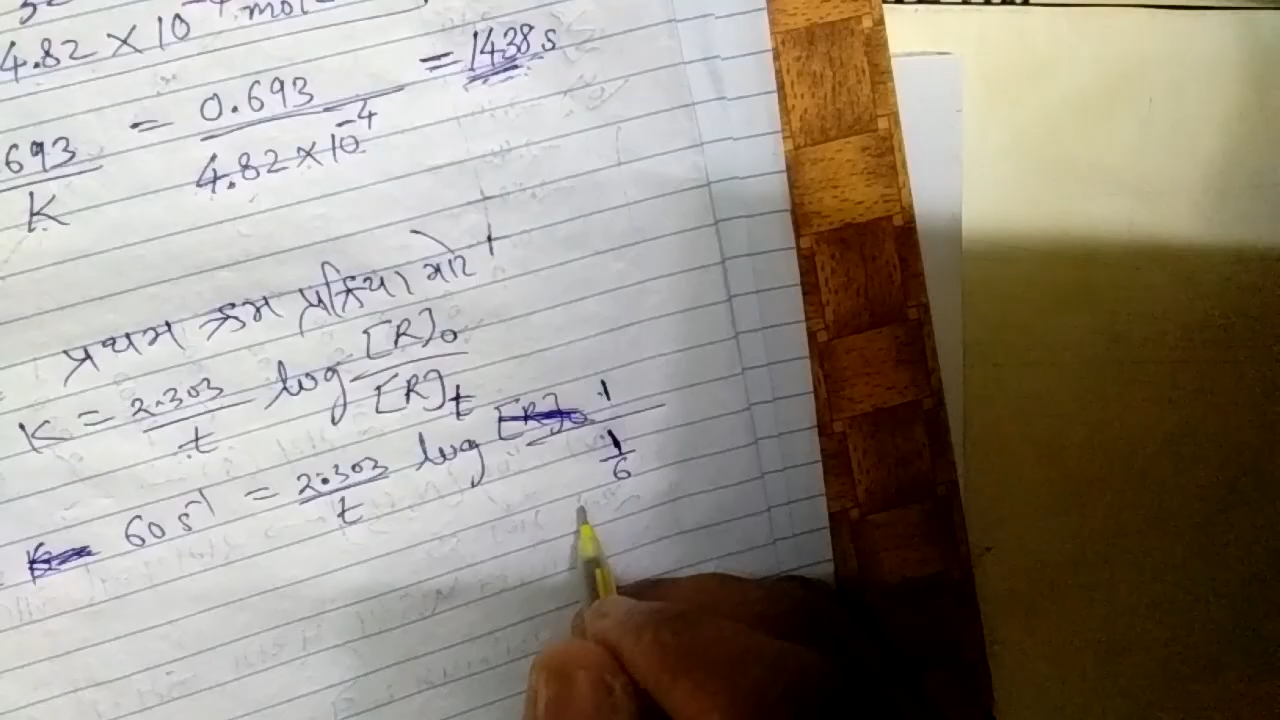 4.82 × 10⁻⁴ mol
693/K = 0.693/4.82 × 10⁻⁴ = 1438 s
प्रथम क्रम प्रक्रिया
K = 2.303/t log [R]₀/[R]t
60 s⁻¹ = 2.303/t log 1/(1/6)